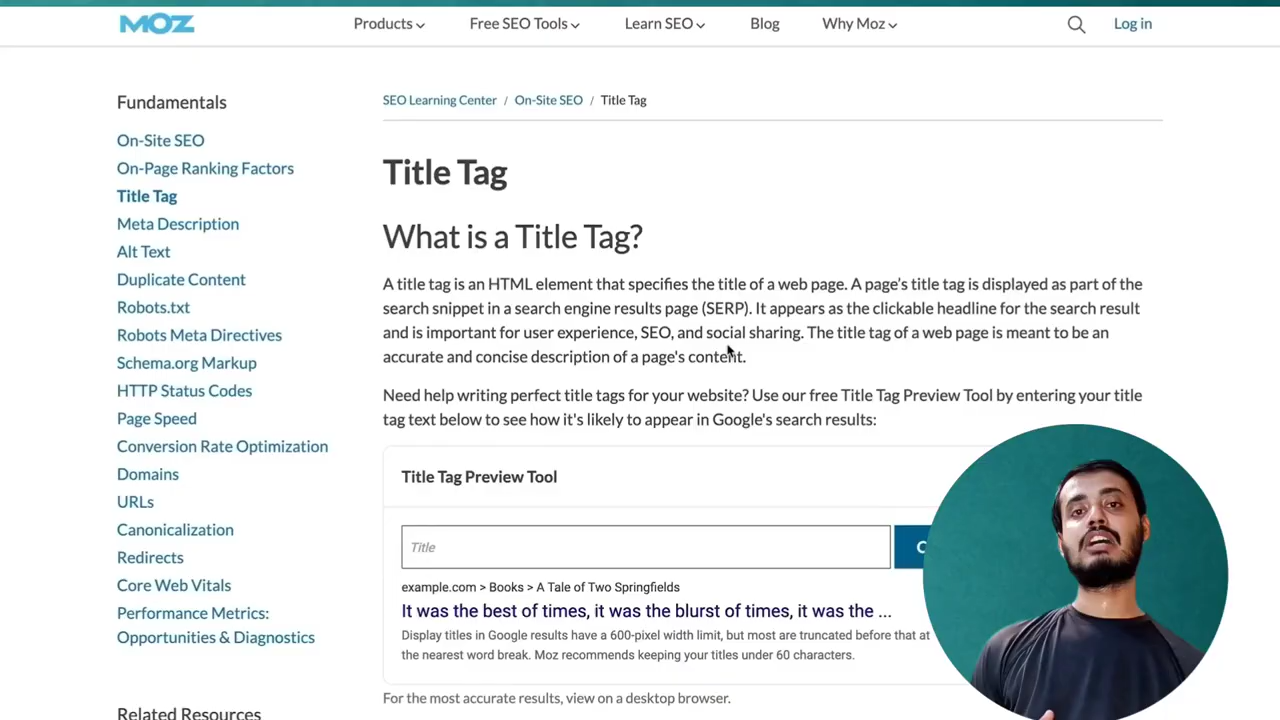 MOZ
Products
Free SEO Tools
Learn SEO
Blog
Why Moz
Log in
Fundamentals
On-Site SEO
On-Page Ranking Factors
Title Tag
Meta Description
Alt Text
Duplicate Content
Robots.txt
Robots Meta Directives
Schema.org Markup
HTTP Status Codes
Page Speed
Conversion Rate Optimization
Domains
URLs
Canonicalization
Redirects
Core Web Vitals
Performance Metrics:
Opportunities & Diagnostics
Related Resources
SEO Learning Center / On-Site SEO / Title Tag
Title Tag
What is a Title Tag?
A title tag is an HTML element that specifies the title of a web page. A page's title tag is displayed as part of the
search snippet in a search engine results page (SERP). It appears as the clickable headline for the search result
and is important for user experience, SEO, and social sharing. The title tag of a web page is meant to be an
accurate and concise description of a page's content.
Need help writing perfect title tags for your website? Use our free Title Tag Preview Tool by entering your title
tag text below to see how it's likely to appear in Google's search results:
Title Tag Preview Tool
Title
example.com > Books > A Tale of Two Springfields
It was the best of times, it was the blurst of times, it was the ...
Display titles in Google results have a 600-pixel width limit, but most are truncated before that at
the nearest word break. Moz recommends keeping your titles under 60 characters.
For the most accurate results, view on a desktop browser.